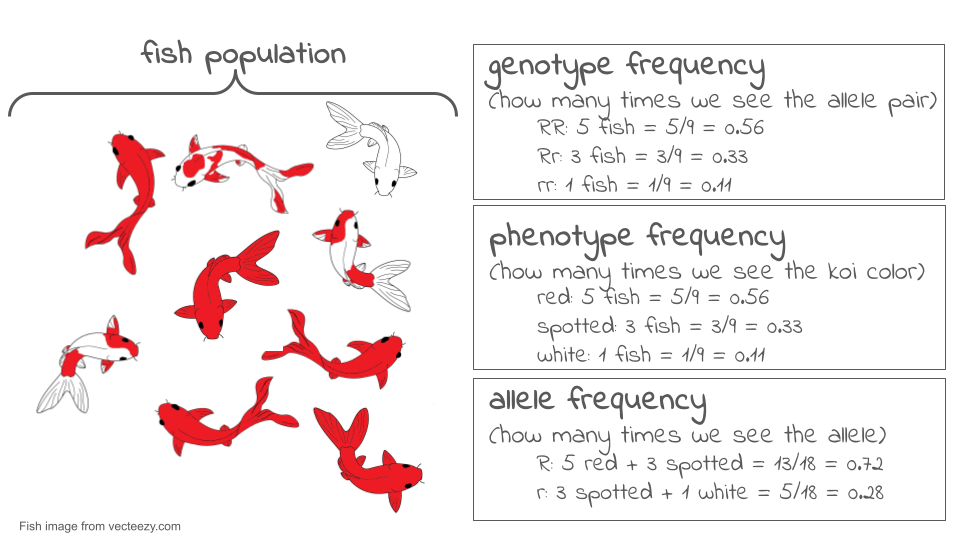 fish population
genotype frequency
(how many times we see the allele pair)
RR: 5 fish = 5/9 = 0.56
Rr: 3 fish = 3/9 = 0.33
rr: 1 fish = 1/9 = 0.11
phenotype frequency
(how many times we see the koi color)
red: 5 fish = 5/9 = 0.56
spotted: 3 fish = 3/9 = 0.33
white: 1 fish = 1/9 = 0.11
allele frequency
(how many times we see the allele)
R: 5 red + 3 spotted = 13/18 = 0.72
r: 3 spotted + 1 white = 5/18 = 0.28
Fish image from vecteezy.com